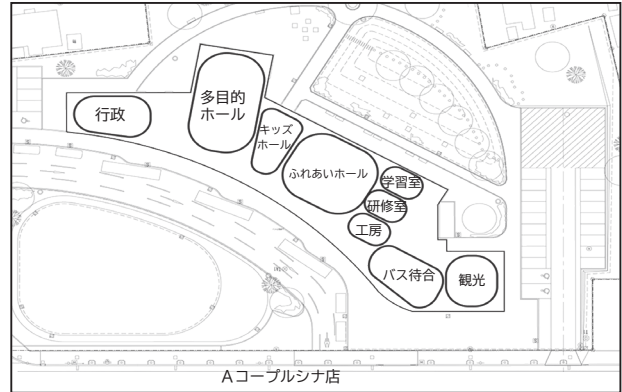 行政
多目的
ホール
キッズ
ホール
ふれあいホール
学習室
研修室
工房
バス待合
観光
Aコープルシナ店